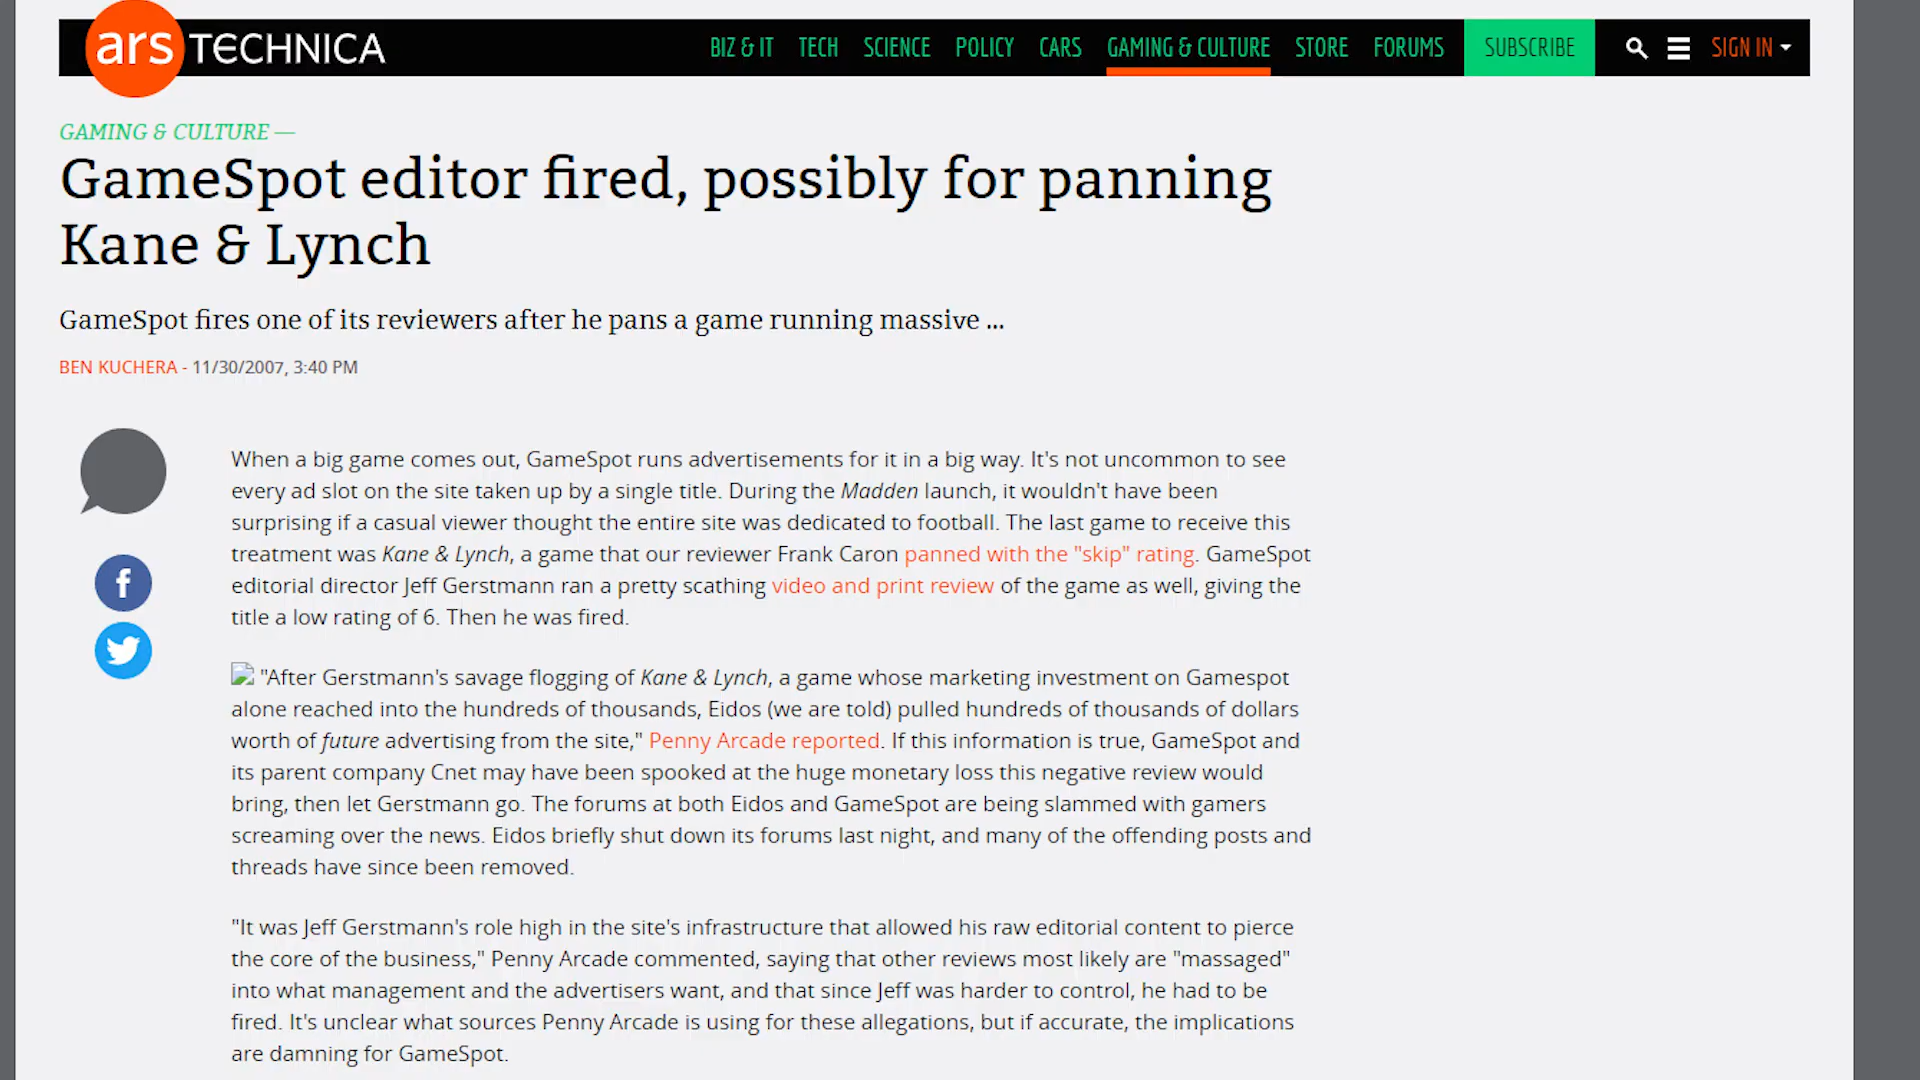 ars TECHNICA
BIZ & IT TECH SCIENCE POLICY CARS GAMING & CULTURE STORE FORUMS SUBSCRIBE SIGN IN
GAMING & CULTURE —
GameSpot editor fired, possibly for panning
Kane & Lynch
GameSpot fires one of its reviewers after he pans a game running massive ...
BEN KUCHERA - 11/30/2007, 3:40 PM
When a big game comes out, GameSpot runs advertisements for it in a big way. It's not uncommon to see
every ad slot on the site taken up by a single title. During the Madden launch, it wouldn't have been
surprising if a casual viewer thought the entire site was dedicated to football. The last game to receive this
treatment was Kane & Lynch, a game that our reviewer Frank Caron panned with the "skip" rating. GameSpot
editorial director Jeff Gerstmann ran a pretty scathing video and print review of the game as well, giving the
title a low rating of 6. Then he was fired.
"After Gerstmann's savage flogging of Kane & Lynch, a game whose marketing investment on Gamespot
alone reached into the hundreds of thousands, Eidos (we are told) pulled hundreds of thousands of dollars
worth of future advertising from the site," Penny Arcade reported. If this information is true, GameSpot and
its parent company Cnet may have been spooked at the huge monetary loss this negative review would
bring, then let Gerstmann go. The forums at both Eidos and GameSpot are being slammed with gamers
screaming over the news. Eidos briefly shut down its forums last night, and many of the offending posts and
threads have since been removed.
"It was Jeff Gerstmann's role high in the site's infrastructure that allowed his raw editorial content to pierce
the core of the business," Penny Arcade commented, saying that other reviews most likely are "massaged"
into what management and the advertisers want, and that since Jeff was harder to control, he had to be
fired. It's unclear what sources Penny Arcade is using for these allegations, but if accurate, the implications
are damning for GameSpot.